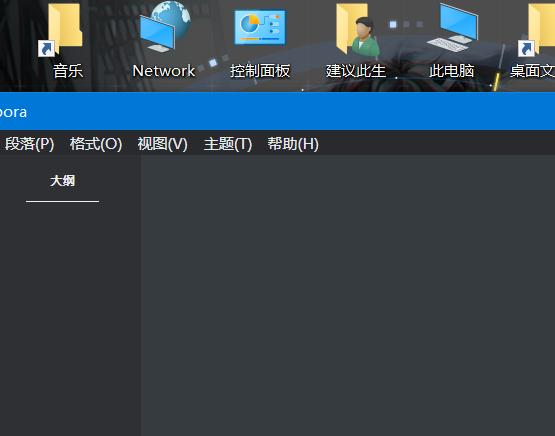 音乐 Network 控制面板 建议此生 此电脑 桌面文
pora
段落(P) 格式(O) 视图(V) 主题(T) 帮助(H)
大纲